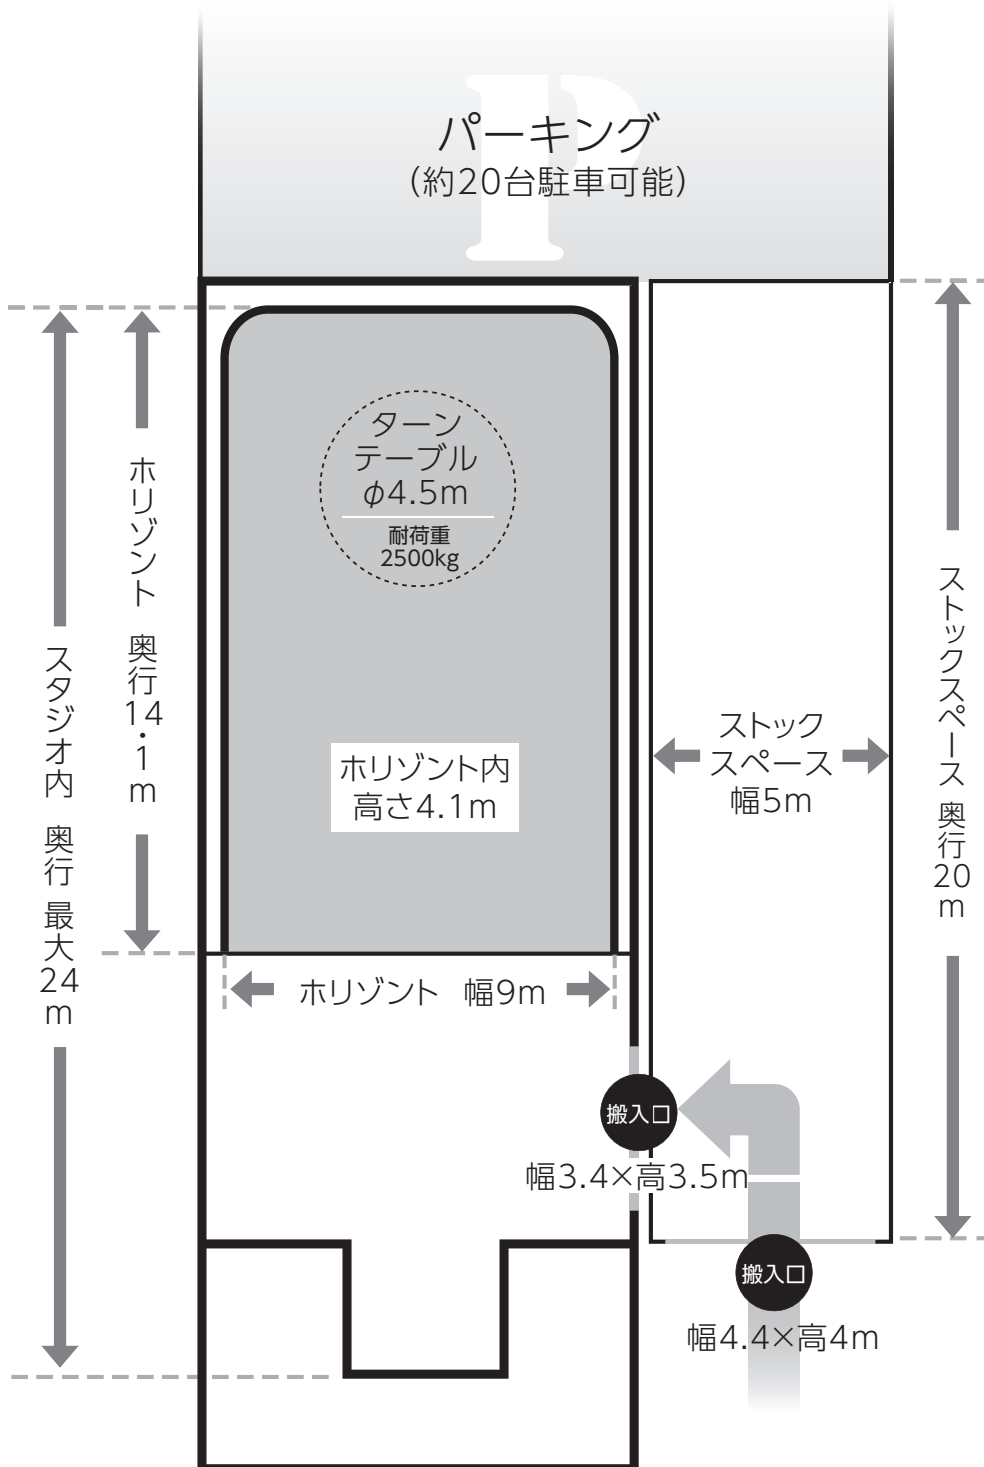 P
パーキング
(約20台駐車可能)
ターン
テーブル
φ4.5m
耐荷重
2500kg
ホリゾント 奥行14.1m
スタジオ内 奥行 最大24m
ホリゾント内
高さ4.1m
ストック
スペース
幅5m
ストックスペース 奥行20m
ホリゾント 幅9m
搬入口
幅3.4×高3.5m
搬入口
幅4.4×高4m